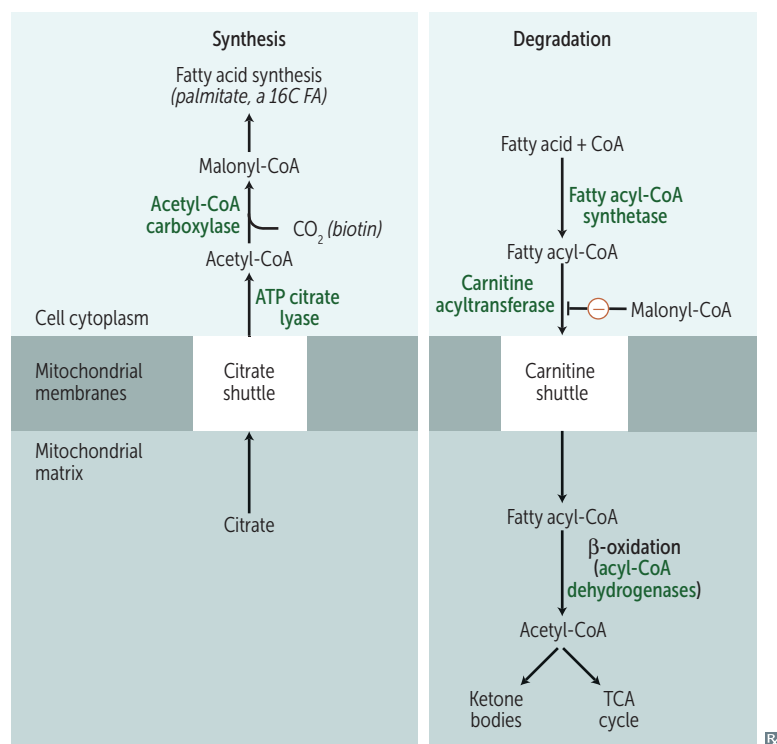 Synthesis
Fatty acid synthesis
(palmitate, a 16C FA)
Malonyl-CoA
Acetyl-CoA
carboxylase
CO2 (biotin)
Acetyl-CoA
ATP citrate
lyase
Cell cytoplasm
Mitochondrial
membranes
Citrate
shuttle
Mitochondrial
matrix
Citrate
Degradation
Fatty acid + CoA
Fatty acyl-CoA
synthetase
Fatty acyl-CoA
Carnitine
acyltransferase
−
Malonyl-CoA
Carnitine
shuttle
Fatty acyl-CoA
β-oxidation
(acyl-CoA
dehydrogenases)
Acetyl-CoA
Ketone
bodies
TCA
cycle